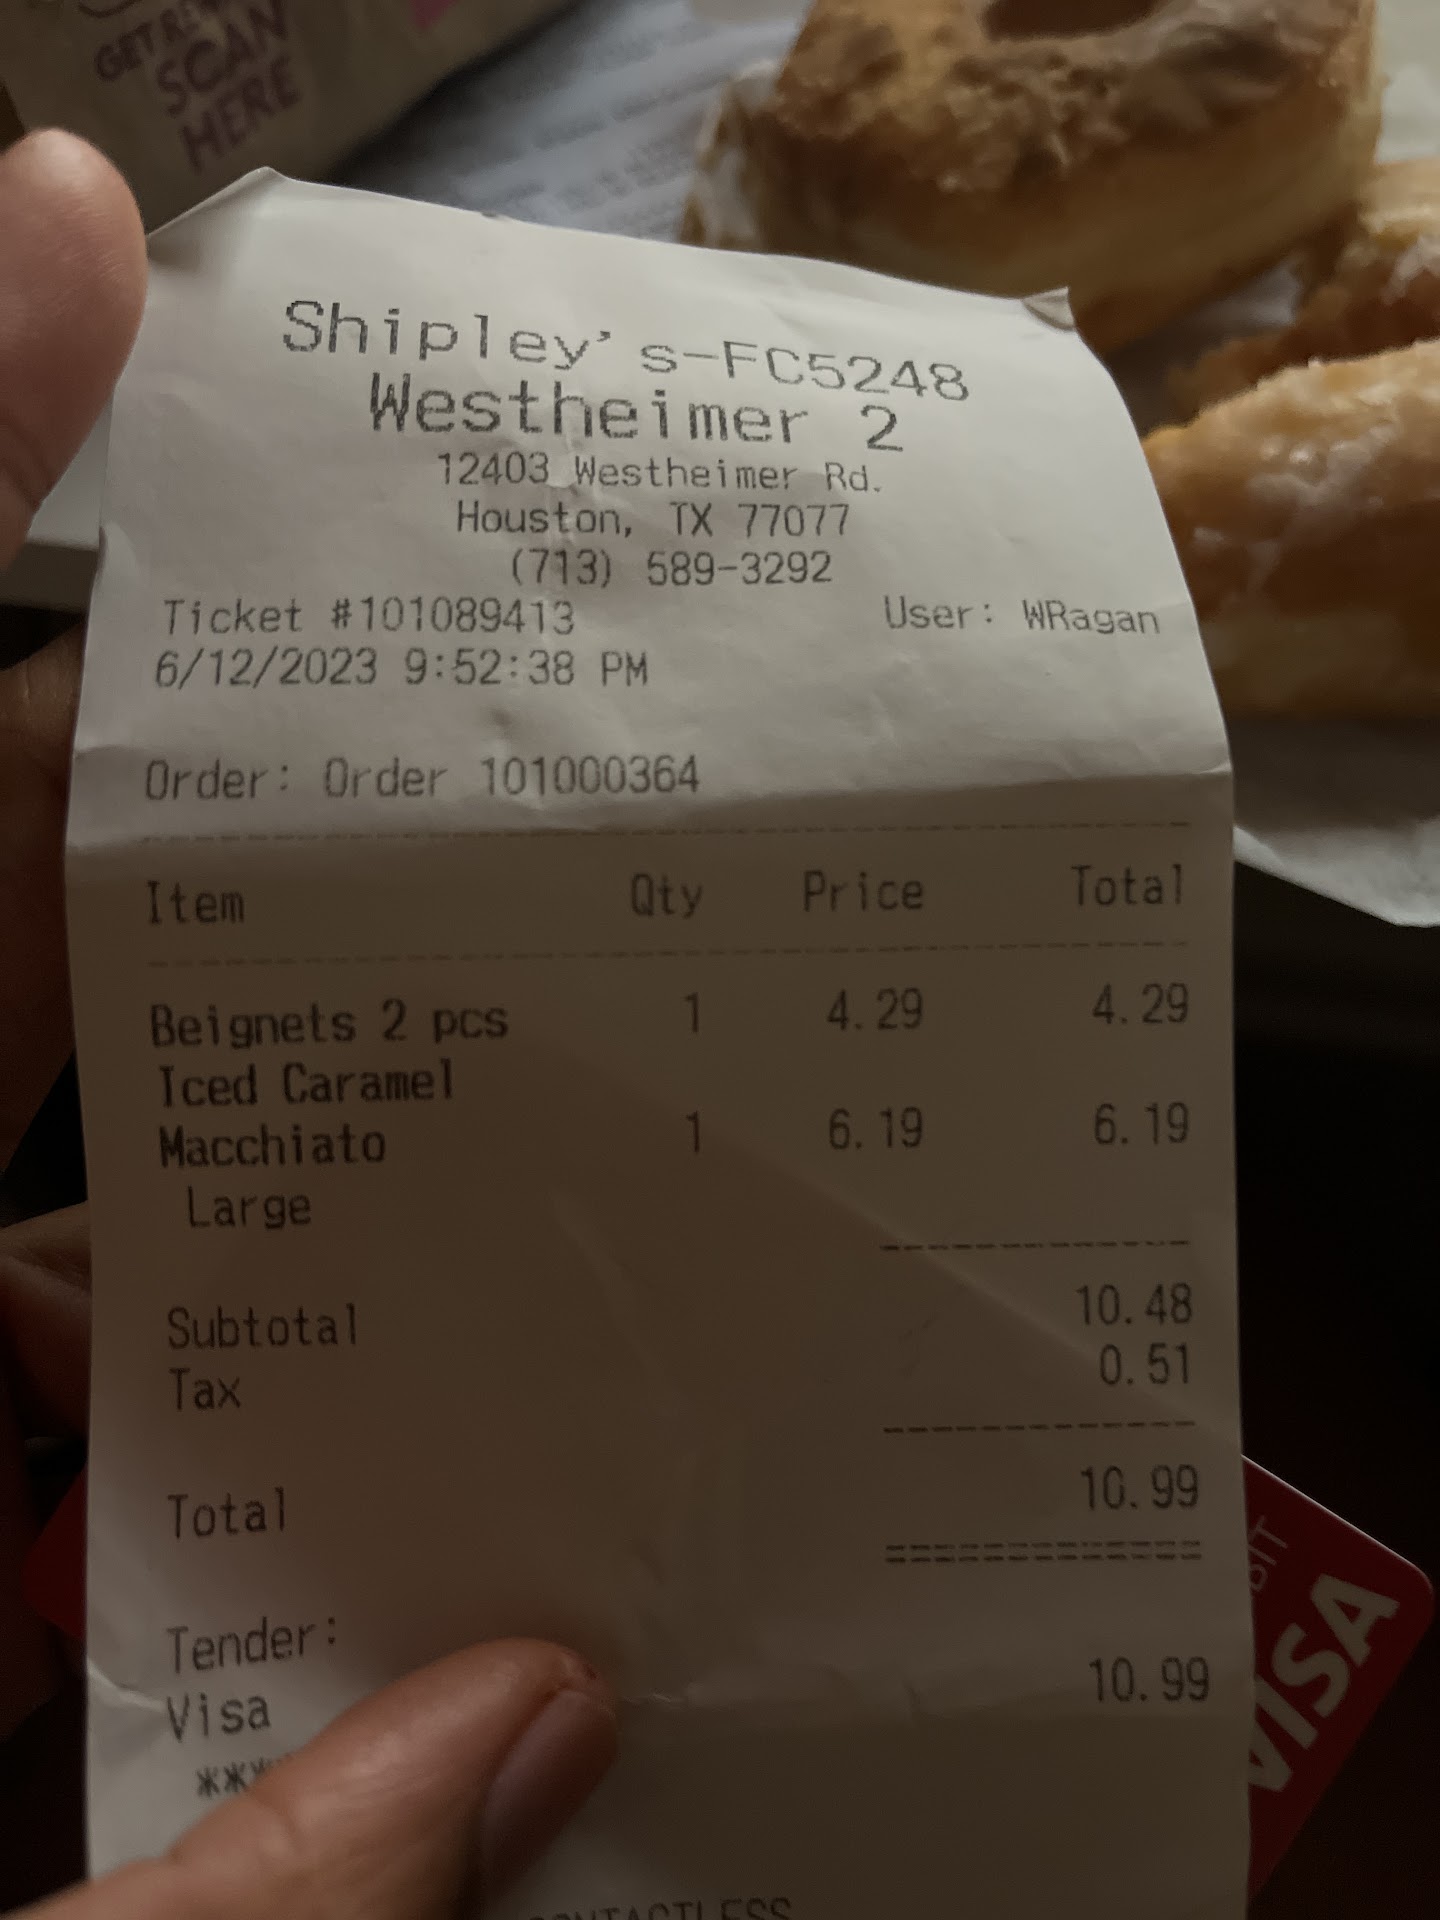 SCAN
HERE
Shipley's-FC5248
Westheimer 2
12403 Westheimer Rd.
Houston, TX 77077
(713) 589-3292
Ticket #101089413 User: WRagan
6/12/2023 9:52:38 PM
Order: Order 101000364
Item Qty Price Total
Beignets 2 pcs 1 4.29 4.29
Iced Caramel
Macchiato 1 6.19 6.19
Large
Subtotal 10.48
Tax 0.51
Total 10.99
Tender:
Visa 10.99
VISA